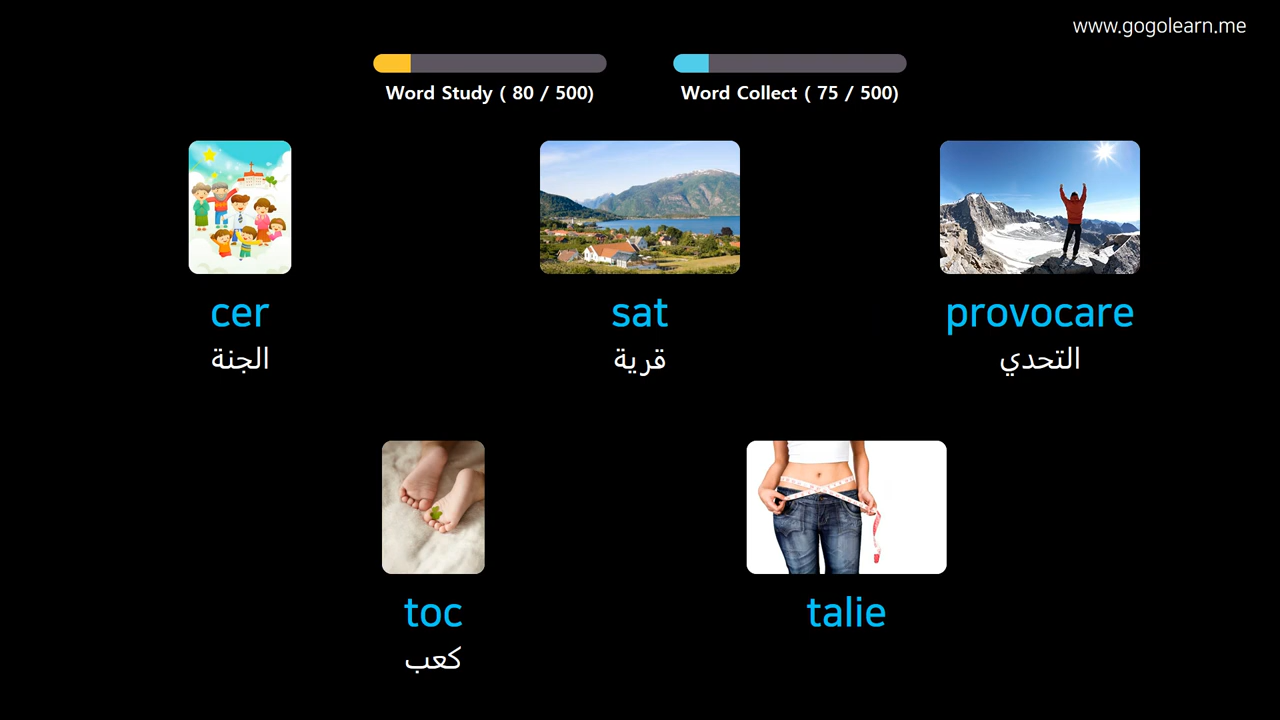 www.gogolearn.me
Word Study ( 80 / 500)
Word Collect ( 75 / 500)
cer
الجنة
sat
قرية
provocare
التحدي
toc
كعب
talie